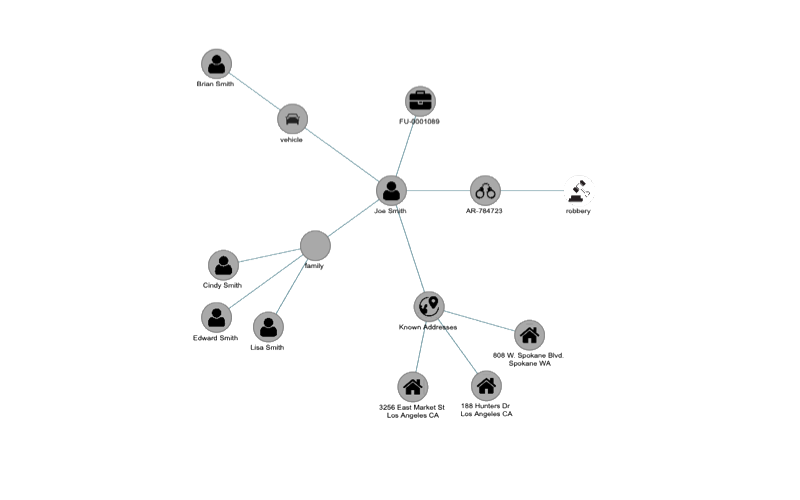 Brian Smith
FU-0001089
vehicle
Joe Smith
AR-784723
robbery
family
Cindy Smith
Known Addresses
Edward Smith
Lisa Smith
808 W. Spokane Blvd.
Spokane WA
3256 East Market St
Los Angeles CA
188 Hunters Dr
Los Angeles CA